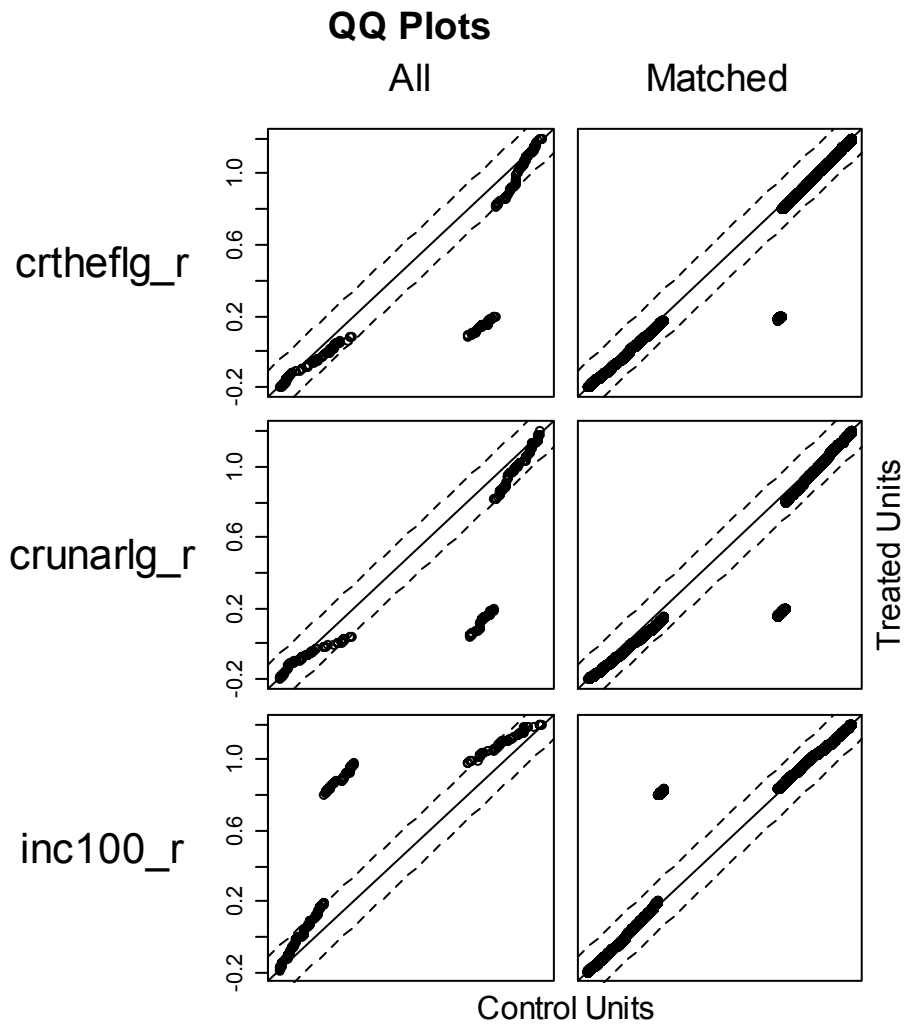 QQ Plots
All Matched
crtheflg_r
-0.2 0.2 0.6 1.0
crunarlg_r
-0.2 0.2 0.6 1.0
inc100_r
-0.2 0.2 0.6 1.0
Treated Units
Control Units